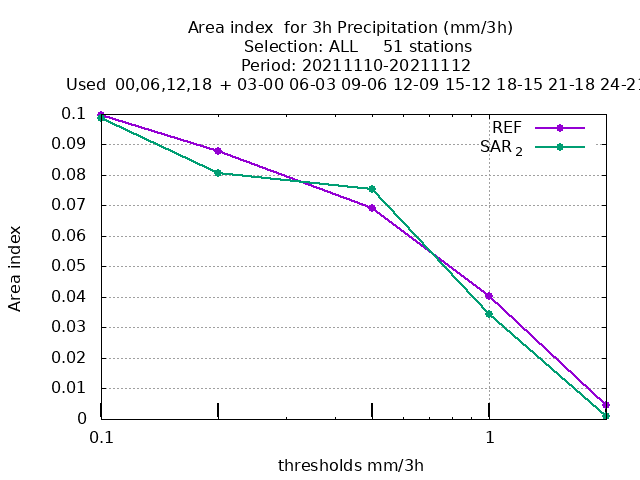 Area index  for 3h Precipitation (mm/3h)
Selection: ALL     51 stations
Period: 20211110-20211112
Used 00,06,12,18 + 03-00 06-03 09-06 12-09 15-12 18-15 21-18 24-21
REF
SAR 2
0.1
0.09
0.08
0.07
0.06
0.05
0.04
0.03
0.02
0.01
0
Area index
0.1 1
thresholds mm/3h